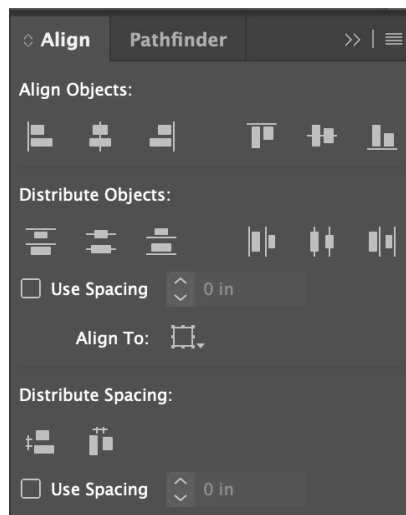 Align Pathfinder
Align Objects:
Distribute Objects:
Use Spacing 0 in
Align To:
Distribute Spacing:
Use Spacing 0 in